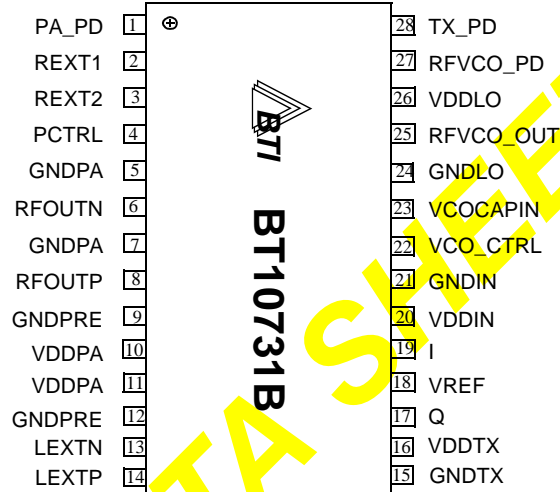 PA_PD 1 28 TX_PD
REXT1 2 27 RFVCO_PD
REXT2 3 26 VDDLO
PCTRL 4 25 RFVCO_OUT
GNDPA 5 24 GNDLO
RFOUTN 6 23 VCOCAPIN
GNDPA 7 22 VCO_CTRL
RFOUTP 8 21 GNDIN
GNDPRE 9 20 VDDIN
VDDPA 10 19 I
VDDPA 11 18 VREF
GNDPRE 12 17 Q
LEXTN 13 16 VDDTX
LEXTP 14 15 GNDTX
BTI
BT10731B
TA SHEET